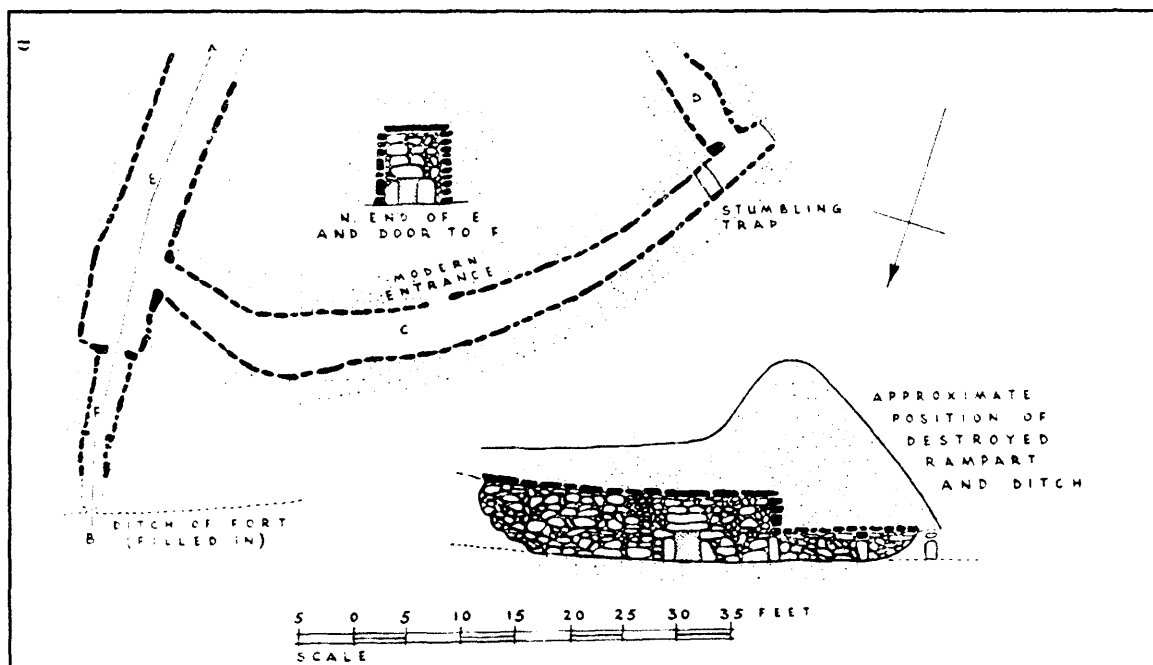 A
D
E
N. END OF E
AND DOOR TO F
STUMBLING
TRAP
MODERN
ENTRANCE
C
F
APPROXIMATE
POSITION OF
DESTROYED
RAMPART
AND DITCH
DITCH OF FORT
(FILLED IN)
B
5 0 5 10 15 20 25 30 35 FEET
SCALE